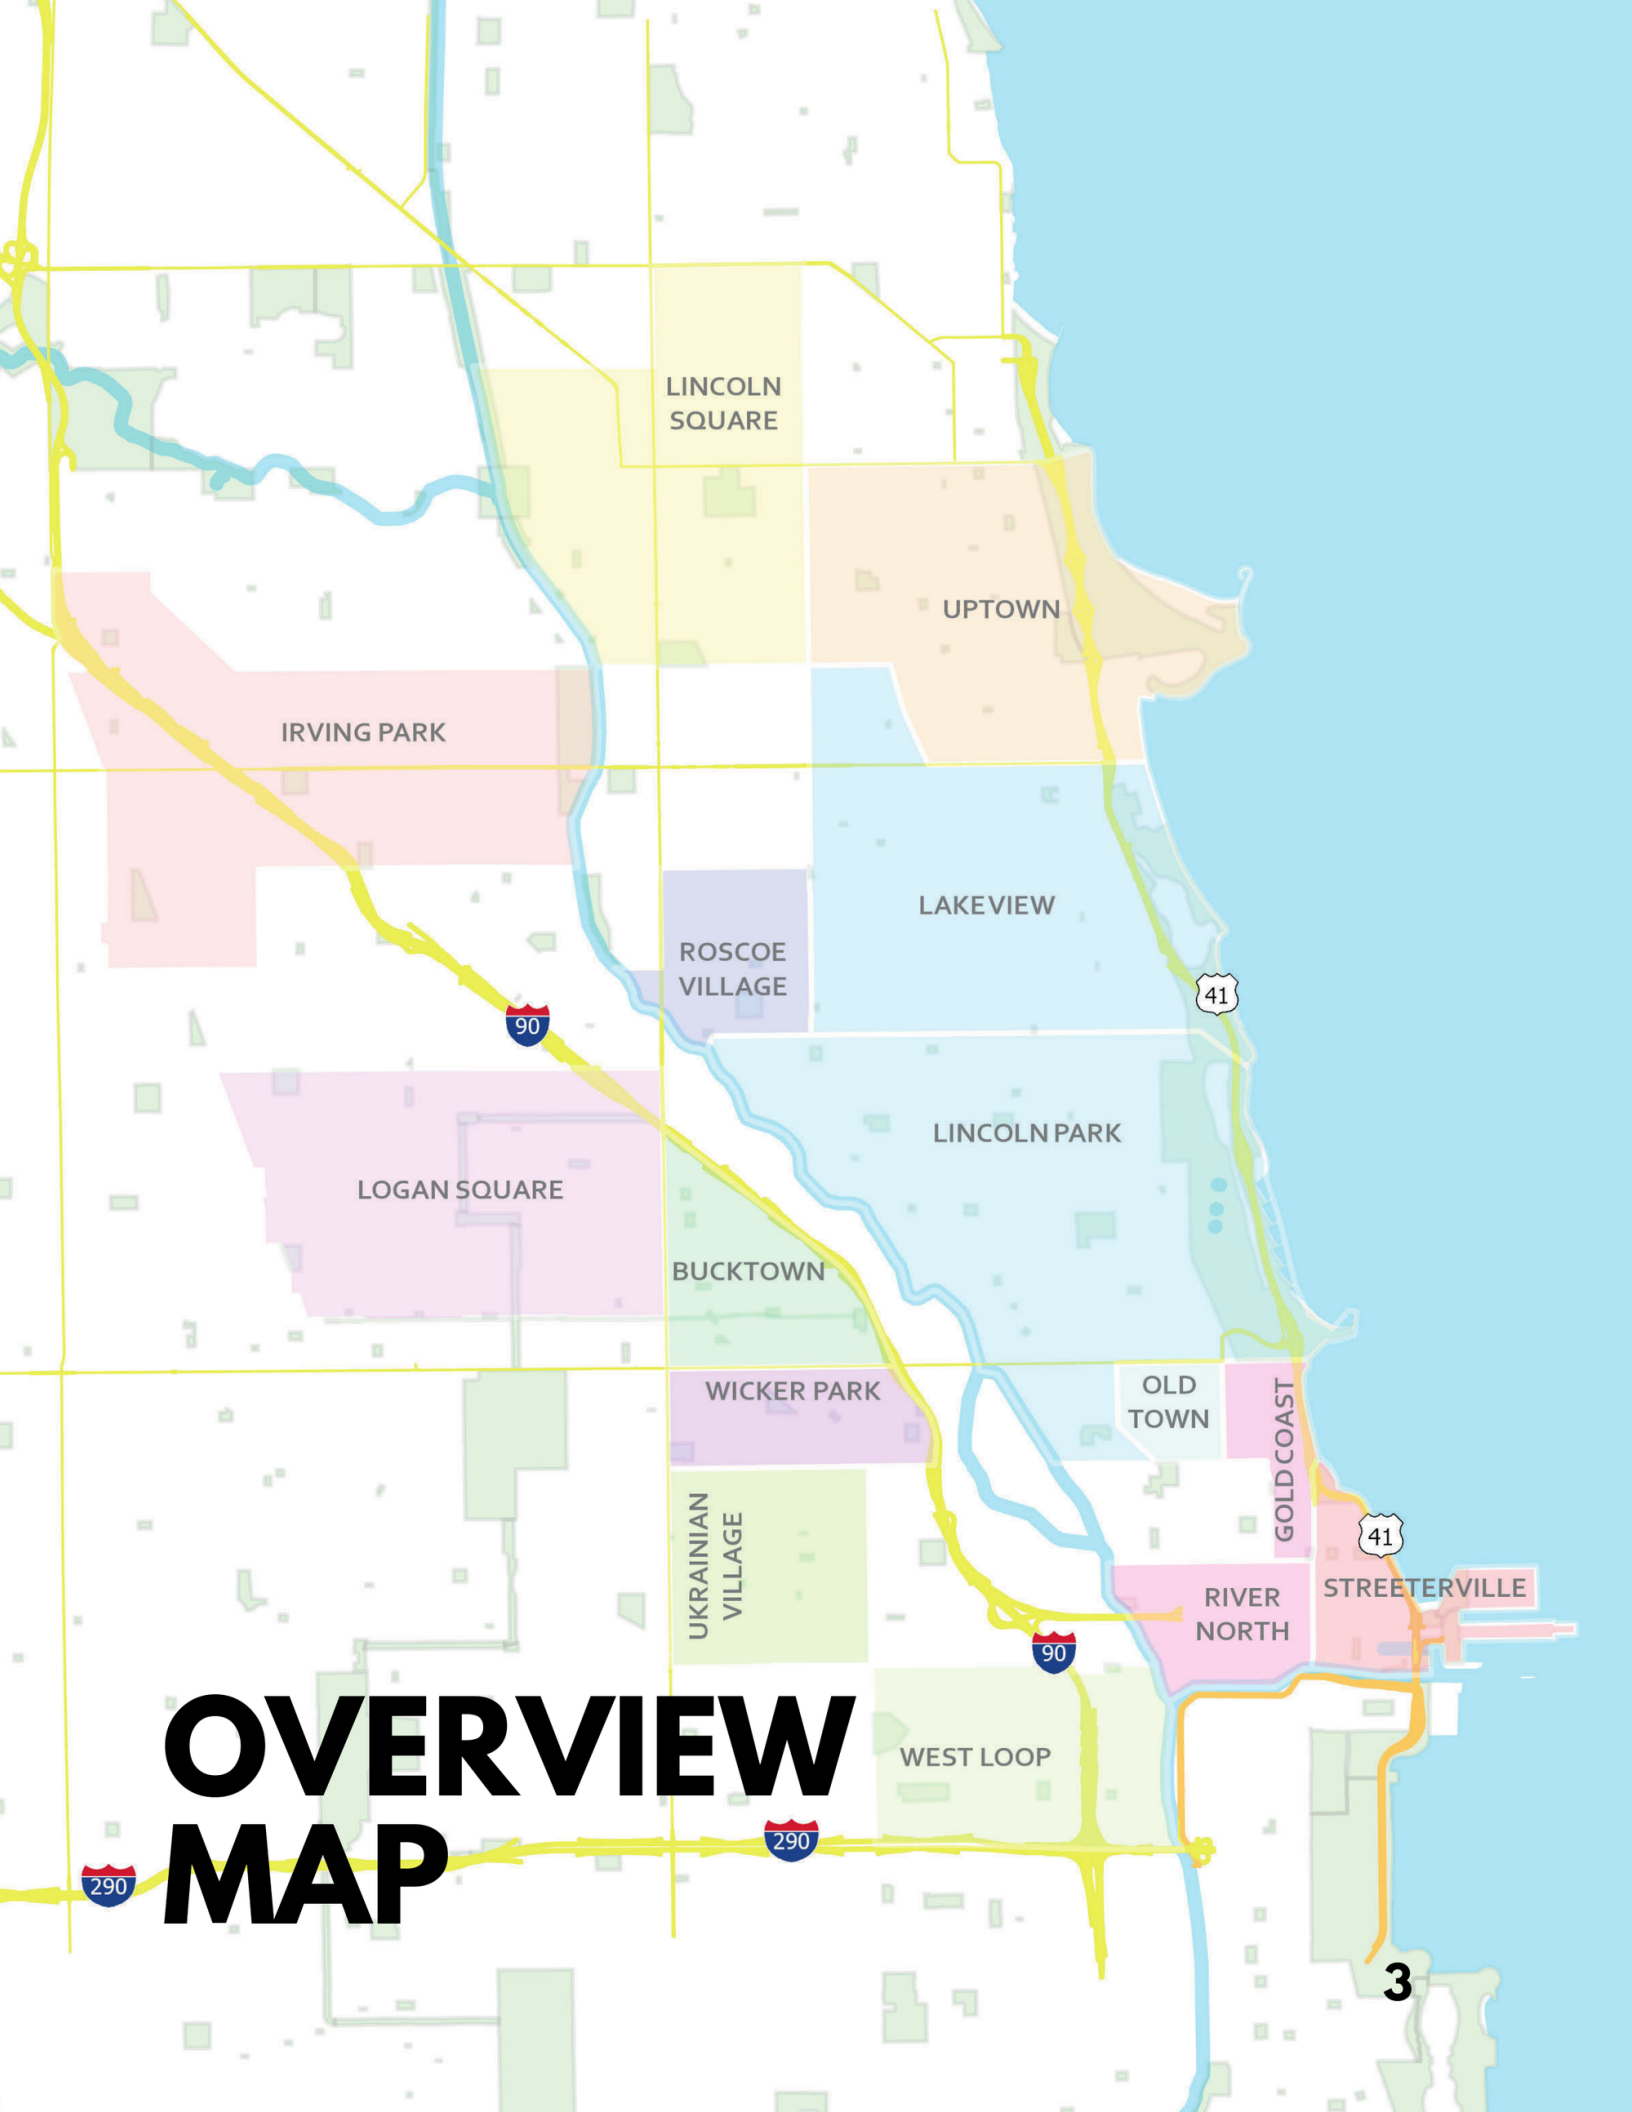 LINCOLN
SQUARE
UPTOWN
IRVING PARK
LAKEVIEW
ROSCOE
VILLAGE
41
90
LINCOLN PARK
LOGAN SQUARE
BUCKTOWN
WICKER PARK
OLD
TOWN
GOLD COAST
UKRAINIAN
VILLAGE
41
STREETERVILLE
RIVER
NORTH
90
WEST LOOP
OVERVIEW
MAP
290
290
3